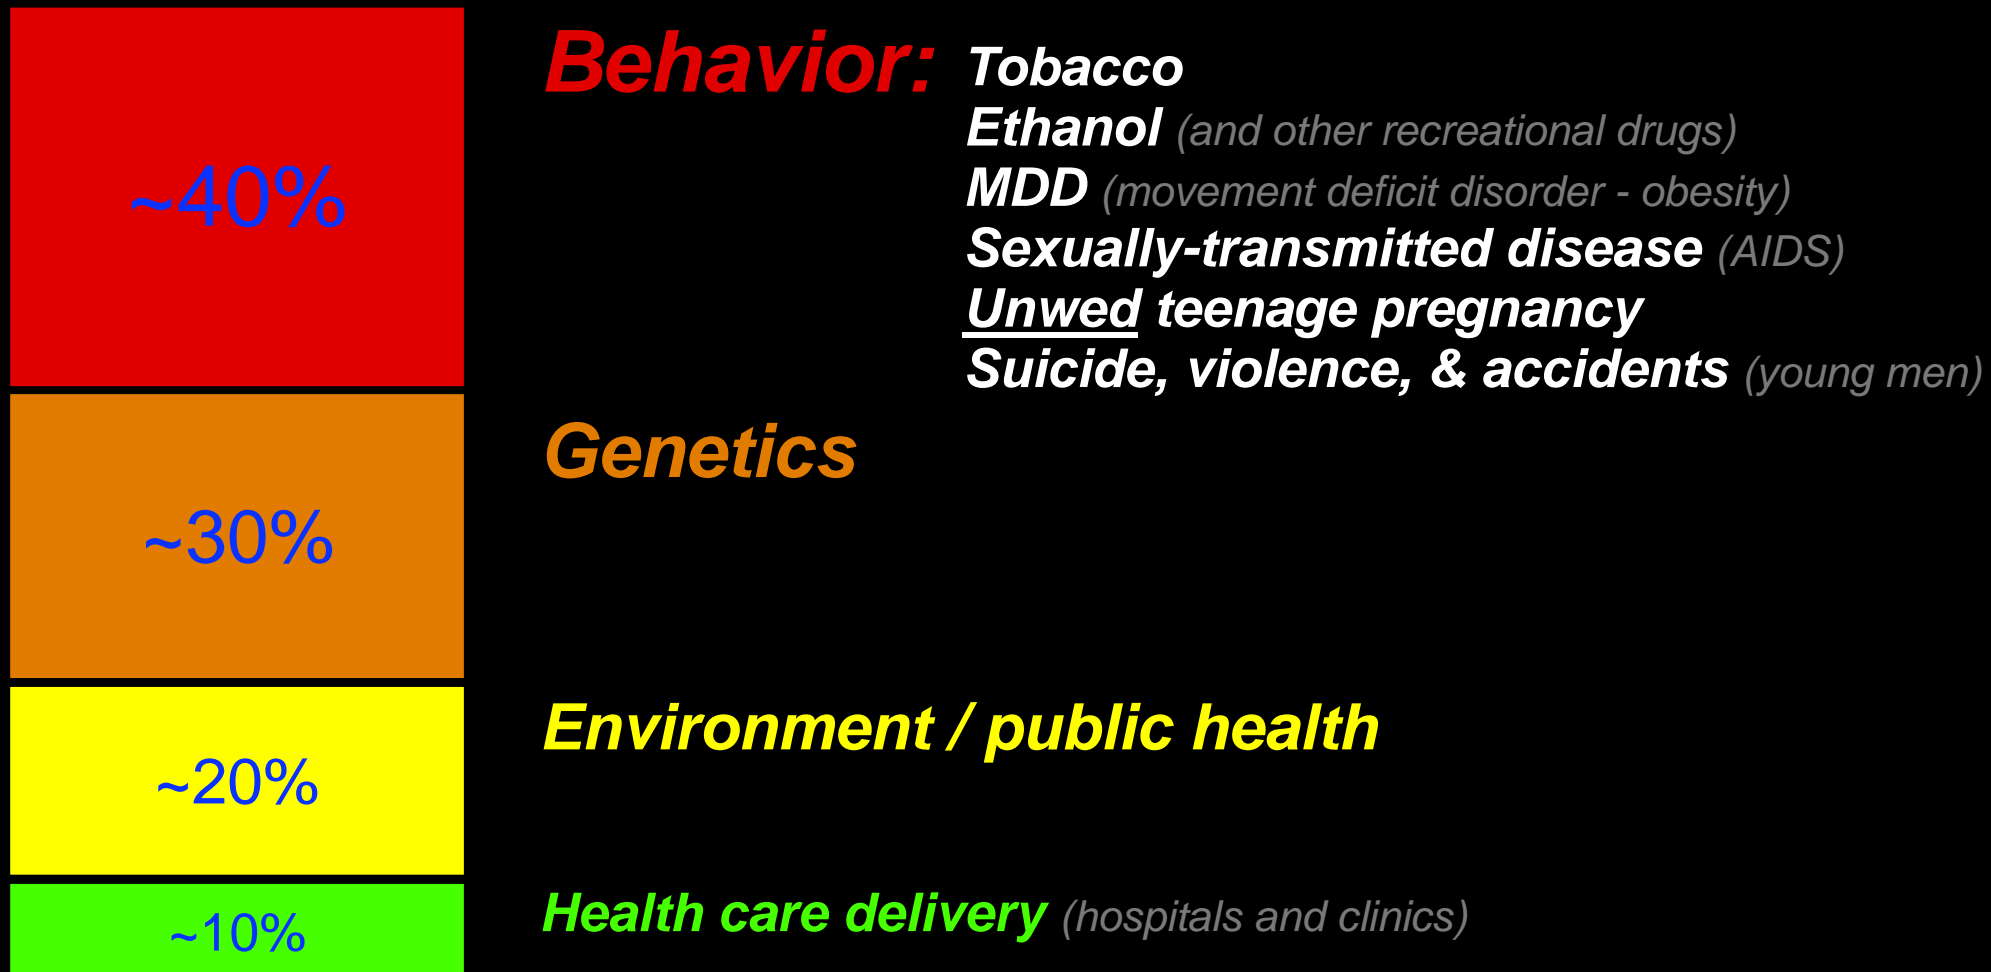 ~40%
Behavior: Tobacco
Ethanol (and other recreational drugs)
MDD (movement deficit disorder - obesity)
Sexually-transmitted disease (AIDS)
Unwed teenage pregnancy
Suicide, violence, & accidents (young men)
~30%
Genetics
~20%
Environment / public health
~10%
Health care delivery (hospitals and clinics)